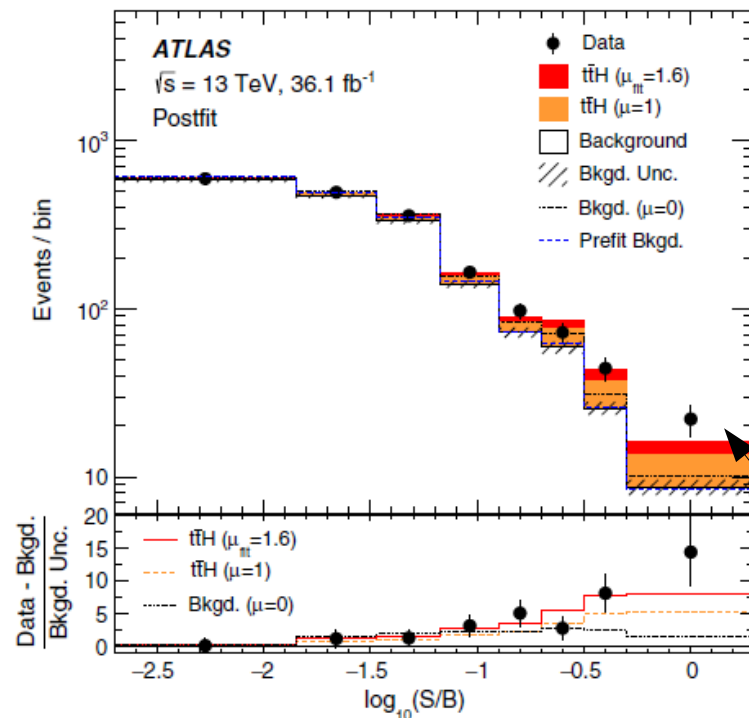 ATLAS
√s = 13 TeV, 36.1 fb⁻¹
Postfit
Data
tt̄H (μ_fit=1.6)
tt̄H (μ=1)
Background
Bkgd. Unc.
Bkgd. (μ=0)
Prefit Bkgd.
Events / bin
10³
10²
10
20
15
10
5
0
tt̄H (μ_fit=1.6)
tt̄H (μ=1)
Bkgd. (μ=0)
Data - Bkgd.
Bkgd. Unc.
−2.5 −2 −1.5 −1 −0.5 0
log₁₀(S/B)